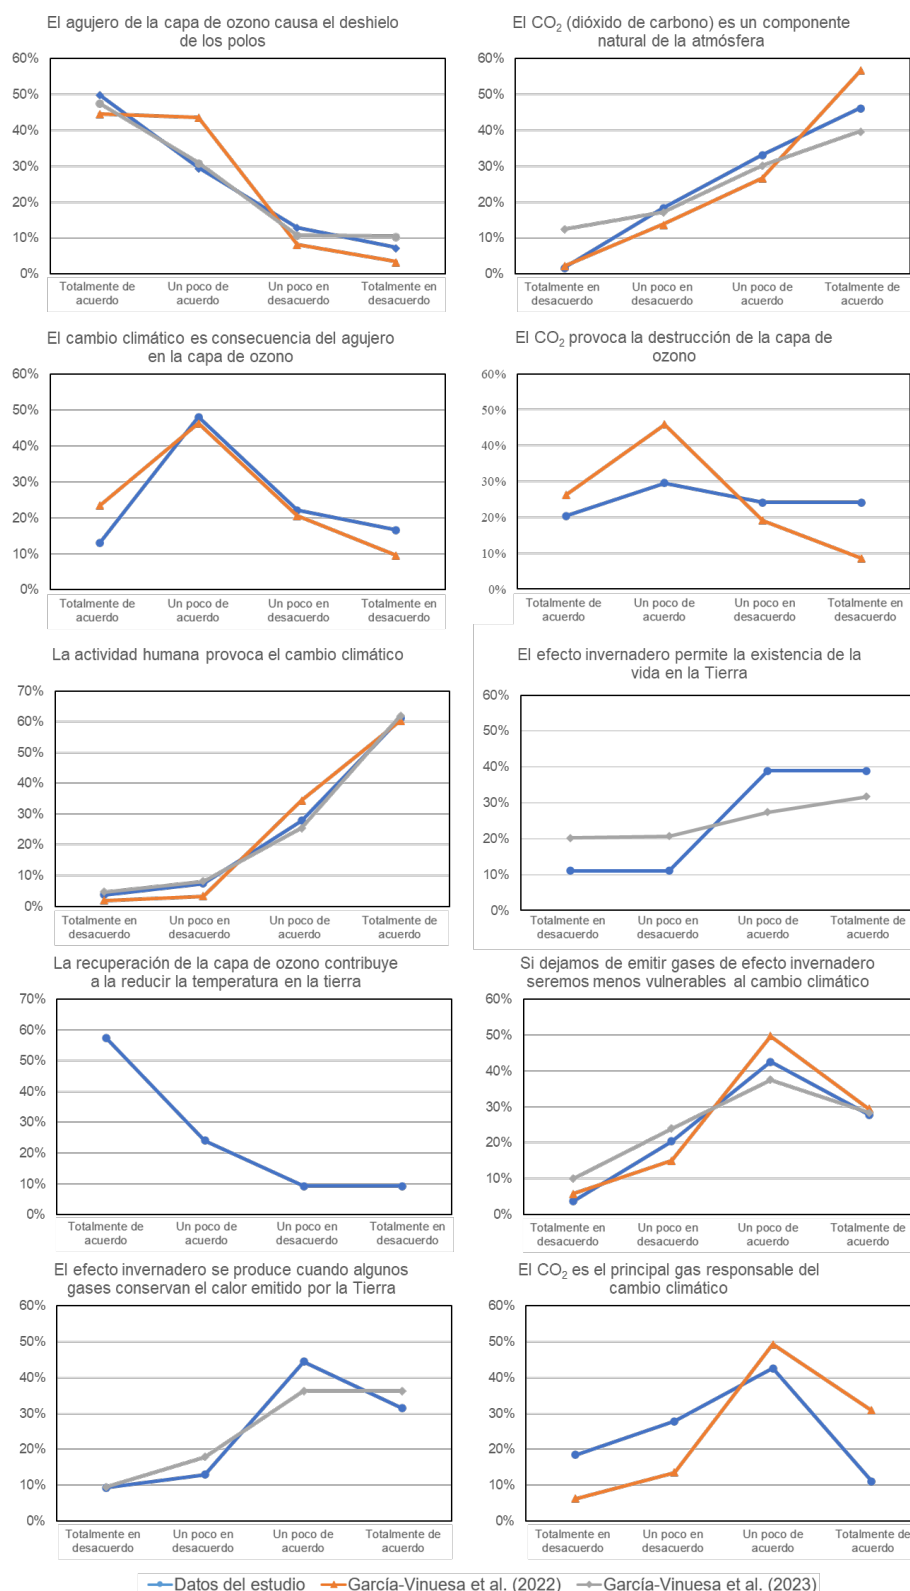 El agujero de la capa de ozono causa el deshielo
de los polos
60%
50%
40%
30%
20%
10%
0%
Totalmente de acuerdo
Un poco de acuerdo
Un poco en desacuerdo
Totalmente en desacuerdo
El CO₂ (dióxido de carbono) es un componente
natural de la atmósfera
60%
50%
40%
30%
20%
10%
0%
Totalmente en desacuerdo
Un poco en desacuerdo
Un poco de acuerdo
Totalmente de acuerdo
El cambio climático es consecuencia del agujero
en la capa de ozono
60%
50%
40%
30%
20%
10%
0%
Totalmente de acuerdo
Un poco de acuerdo
Un poco en desacuerdo
Totalmente en desacuerdo
El CO₂ provoca la destrucción de la capa de
ozono
60%
50%
40%
30%
20%
10%
0%
Totalmente de acuerdo
Un poco de acuerdo
Un poco en desacuerdo
Totalmente en desacuerdo
La actividad humana provoca el cambio climático
70%
60%
50%
40%
30%
20%
10%
0%
Totalmente en desacuerdo
Un poco en desacuerdo
Un poco de acuerdo
Totalmente de acuerdo
El efecto invernadero permite la existencia de la
vida en la Tierra
60%
50%
40%
30%
20%
10%
0%
Totalmente en desacuerdo
Un poco en desacuerdo
Un poco de acuerdo
Totalmente de acuerdo
La recuperación de la capa de ozono contribuye
a la reducir la temperatura en la tierra
70%
60%
50%
40%
30%
20%
10%
0%
Totalmente de acuerdo
Un poco de acuerdo
Un poco en desacuerdo
Totalmente en desacuerdo
Si dejamos de emitir gases de efecto invernadero
seremos menos vulnerables al cambio climático
60%
50%
40%
30%
20%
10%
0%
Totalmente en desacuerdo
Un poco en desacuerdo
Un poco de acuerdo
Totalmente de acuerdo
El efecto invernadero se produce cuando algunos
gases conservan el calor emitido por la Tierra
60%
50%
40%
30%
20%
10%
0%
Totalmente en desacuerdo
Un poco en desacuerdo
Un poco de acuerdo
Totalmente de acuerdo
El CO₂ es el principal gas responsable del
cambio climático
60%
50%
40%
30%
20%
10%
0%
Totalmente en desacuerdo
Un poco en desacuerdo
Un poco de acuerdo
Totalmente de acuerdo
Datos del estudio García-Vinuesa et al. (2022) García-Vinuesa et al. (2023)